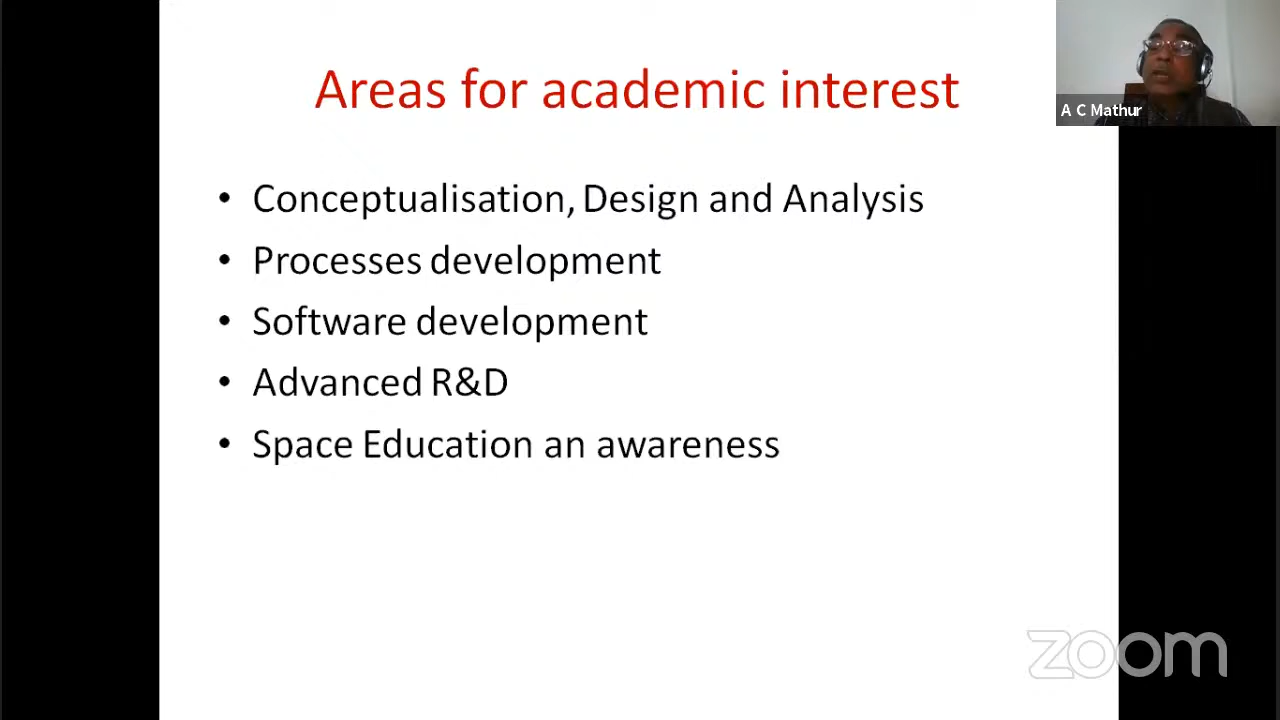 Areas for academic interest
A C Mathur
• Conceptualisation, Design and Analysis
• Processes development
• Software development
• Advanced R&D
• Space Education an awareness
zoom